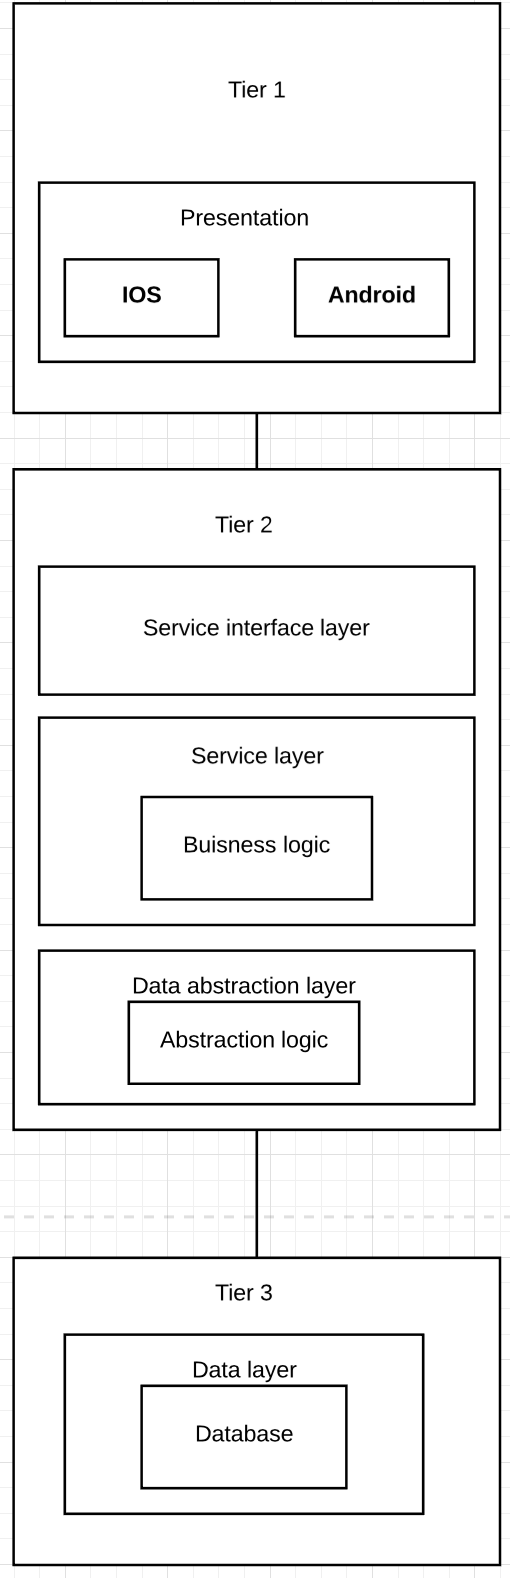 Tier 1
Presentation
IOS
Android
Tier 2
Service interface layer
Service layer
Buisness logic
Data abstraction layer
Abstraction logic
Tier 3
Data layer
Database